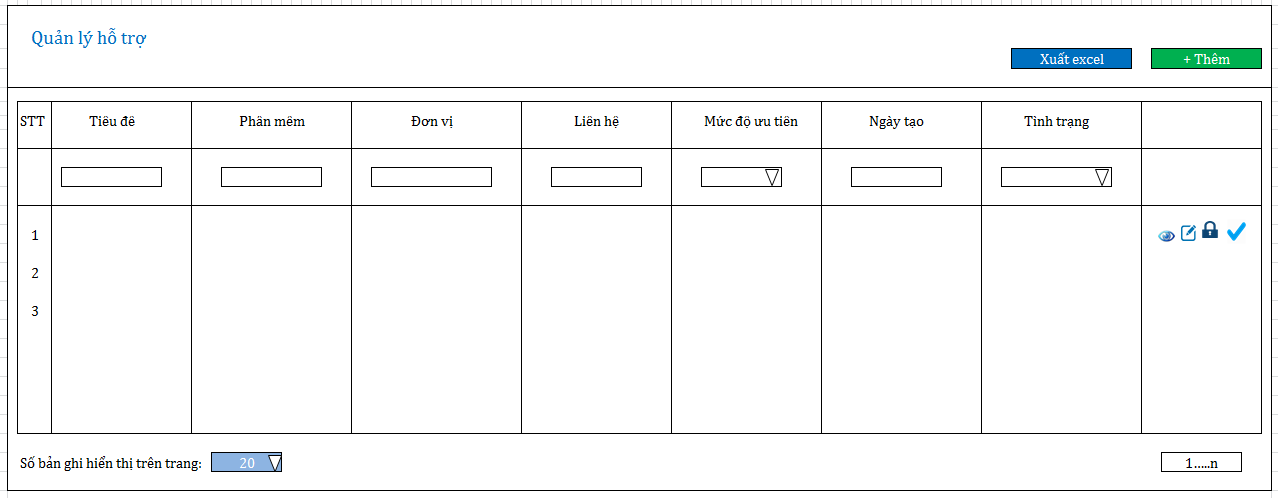 Quản lý hỗ trợ
Xuất excel
+ Thêm
STT Tiêu đề Phần mềm Đơn vị Liên hệ Mức độ ưu tiên Ngày tạo Tình trạng
1
2
3
Số bản ghi hiển thị trên trang: 20
1.....n